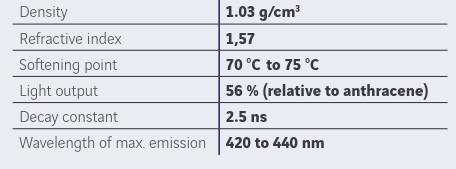 Density 1.03 g/cm³
Refractive index 1,57
Softening point 70 °C to 75 °C
Light output 56 % (relative to anthracene)
Decay constant 2.5 ns
Wavelength of max. emission 420 to 440 nm